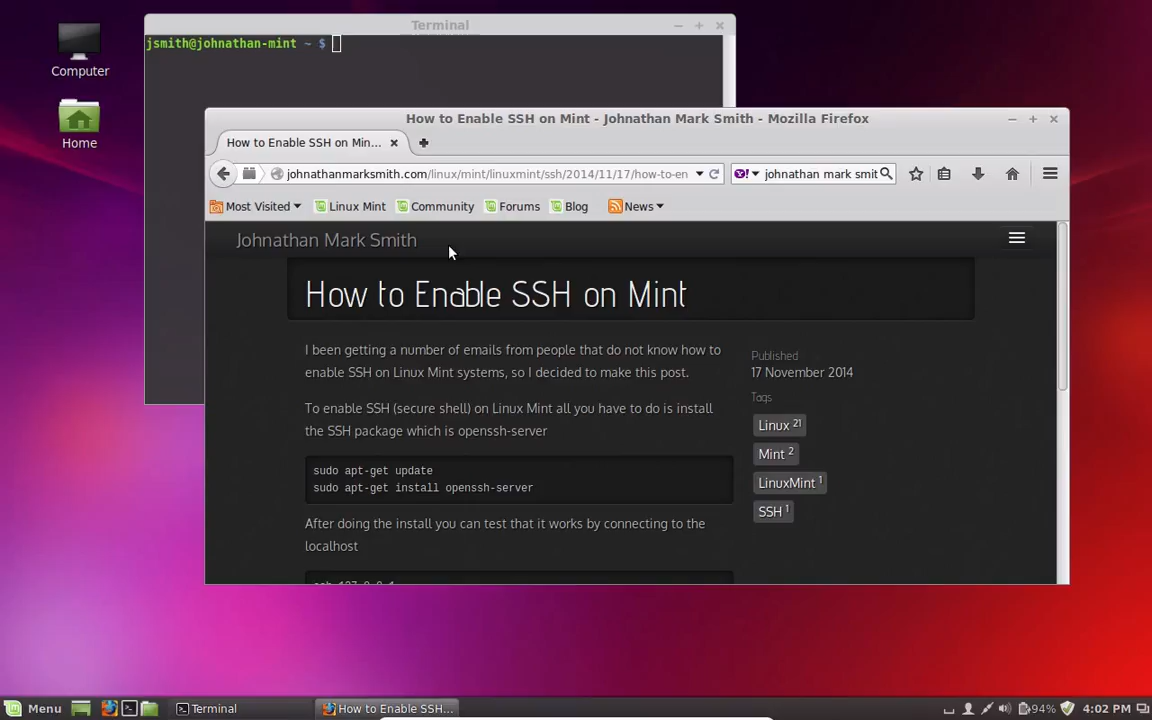 Computer
Home
Terminal
jsmith@johnathan-mint ~ $
How to Enable SSH on Mint - Johnathan Mark Smith - Mozilla Firefox
How to Enable SSH on Min...
johnathanmarksmith.com/linux/mint/linuxmint/ssh/2014/11/17/how-to-en
johnathan mark smit
Most Visited Linux Mint Community Forums Blog News
Johnathan Mark Smith
How to Enable SSH on Mint
I been getting a number of emails from people that do not know how to
enable SSH on Linux Mint systems, so I decided to make this post.
To enable SSH (secure shell) on Linux Mint all you have to do is install
the SSH package which is openssh-server
sudo apt-get update
sudo apt-get install openssh-server
After doing the install you can test that it works by connecting to the
localhost
Published
17 November 2014
Tags
Linux 21
Mint 2
LinuxMint 1
SSH 1
Menu Terminal How to Enable SSH... 94% 4:02 PM